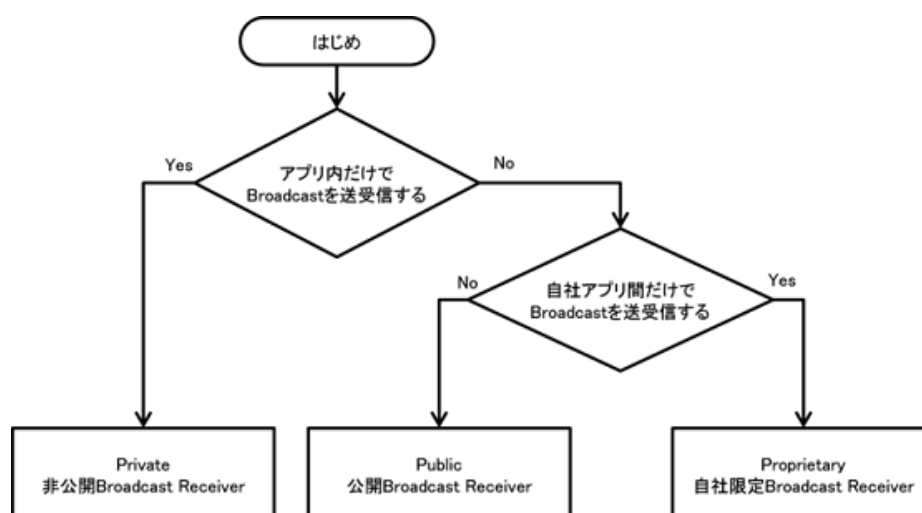 はじめ
アプリ内だけで
Broadcastを送受信する
Yes
No
自社アプリ間だけで
Broadcastを送受信する
No
Yes
Private
非公開Broadcast Receiver
Public
公開Broadcast Receiver
Proprietary
自社限定Broadcast Receiver